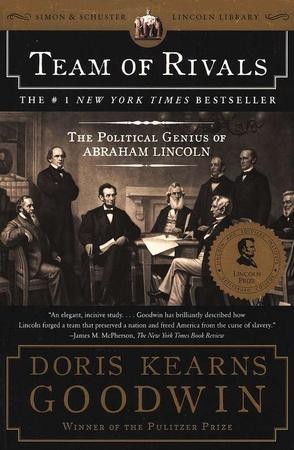 SIMON & SCHUSTER
LINCOLN LIBRARY
TEAM OF RIVALS
THE #1 NEW YORK TIMES BESTSELLER
THE POLITICAL GENIUS OF
ABRAHAM LINCOLN
LINCOLN
PRIZE
"An elegant, incisive study. . . . Goodwin has brilliantly described how
Lincoln forged a team that preserved a nation and freed America from the curse of slavery."
—James M. McPherson, The New York Times Book Review
DORIS KEARNS
GOODWIN
WINNER OF THE PULITZER PRIZE